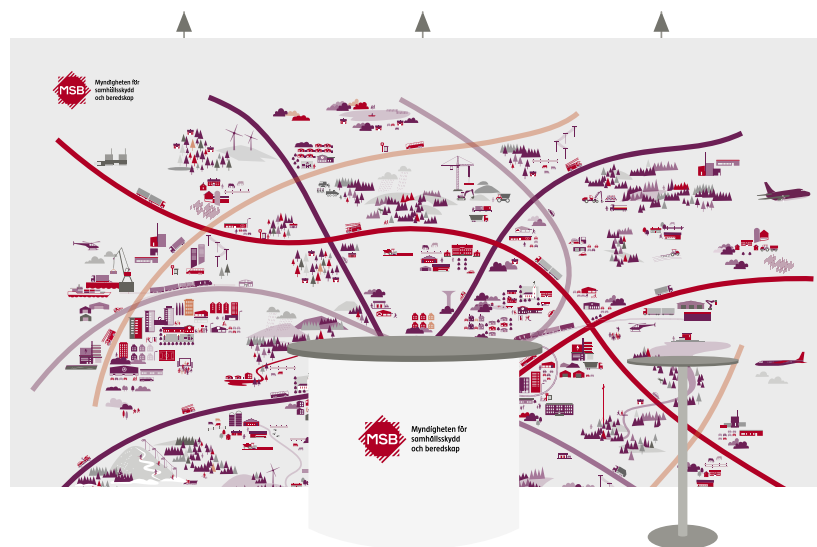 MSB
Myndigheten för
samhällsskydd
och beredskap
MSB
Myndigheten för
samhällsskydd
och beredskap